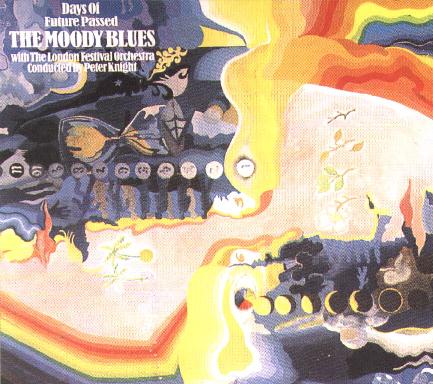 Days Of
Future Passed
THE MOODY BLUES
with The London Festival Orchestra
Conducted by Peter Knight